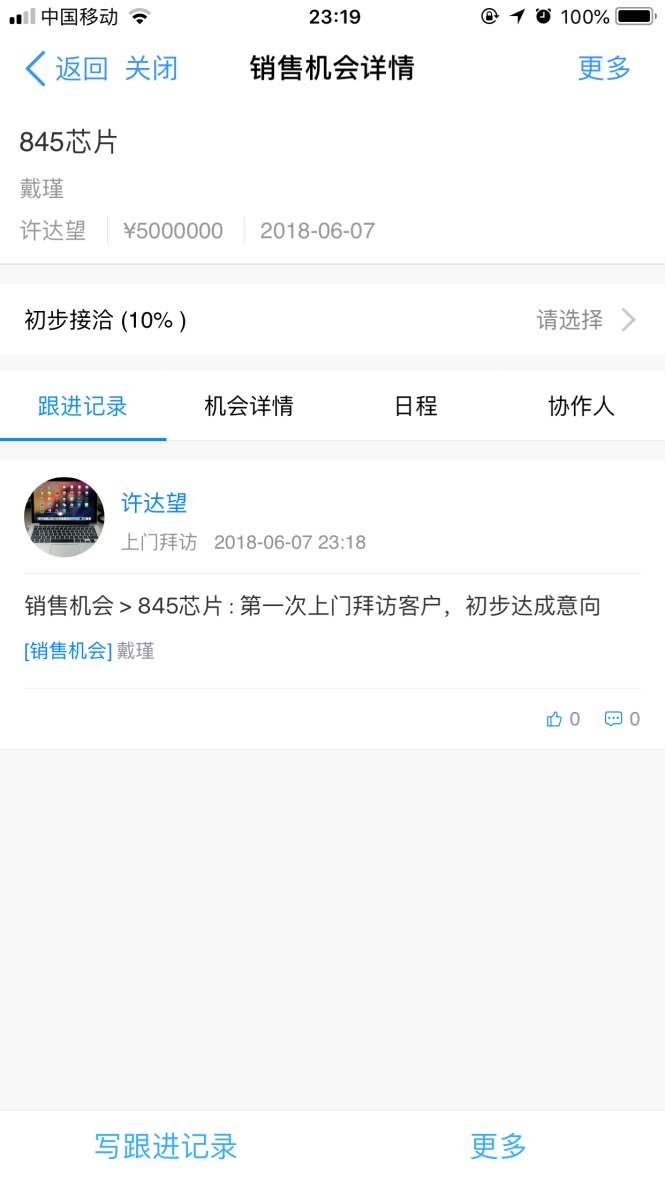 中国移动 23:19 100%
返回 关闭 销售机会详情 更多
845芯片
戴瑾
许达望 ¥5000000 2018-06-07
初步接洽 (10% ) 请选择
跟进记录 机会详情 日程 协作人
许达望
上门拜访 2018-06-07 23:18
销售机会 > 845芯片 : 第一次上门拜访客户，初步达成意向
[销售机会] 戴瑾
0 0
写跟进记录 更多